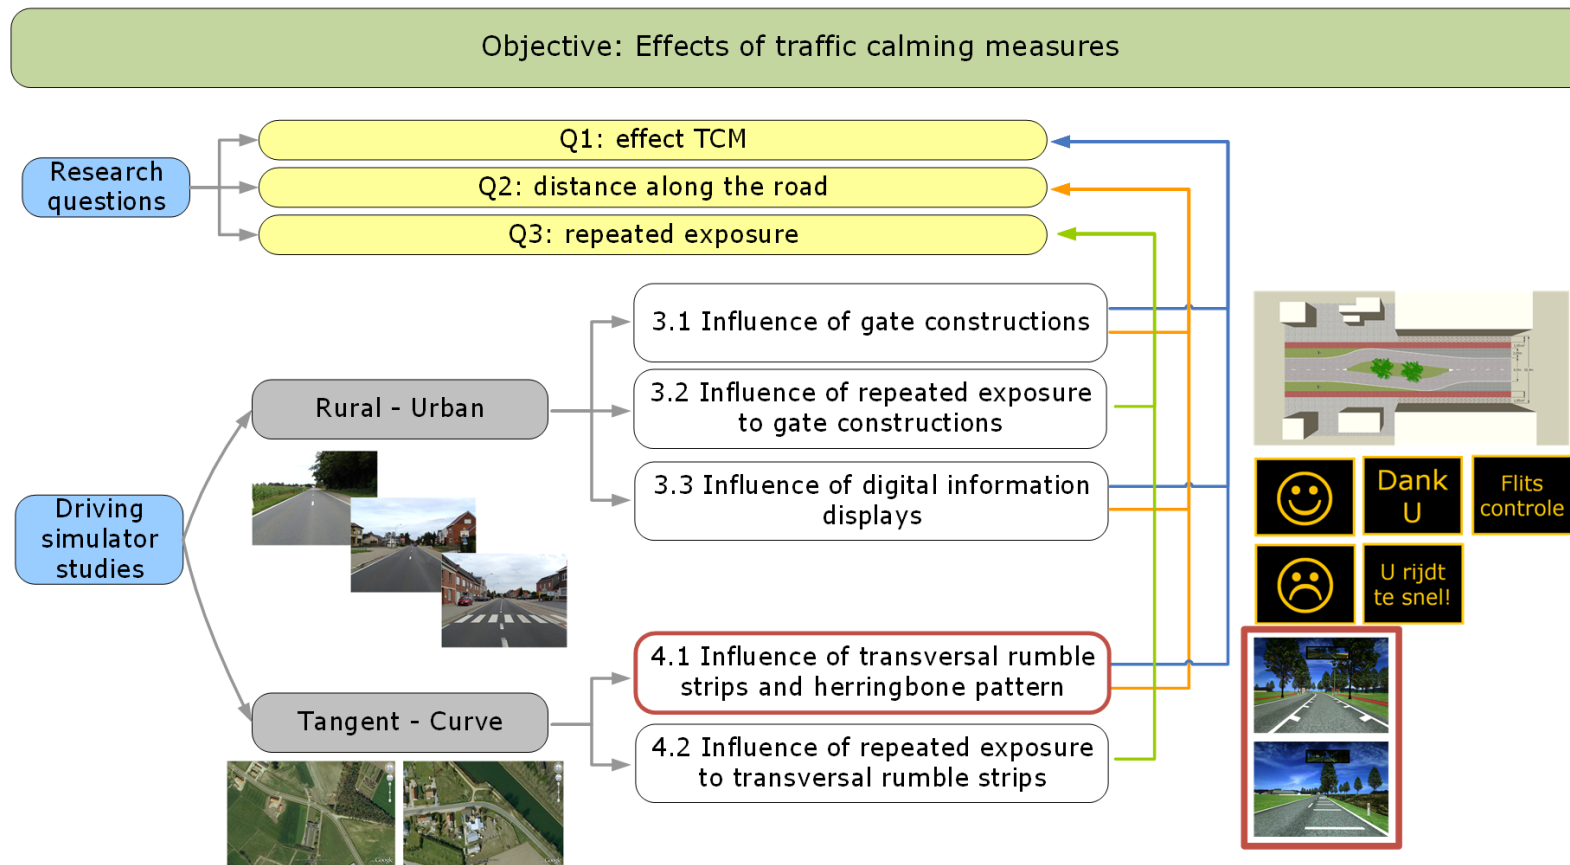 Objective: Effects of traffic calming measures
Research
questions
Q1: effect TCM
Q2: distance along the road
Q3: repeated exposure
Driving
simulator
studies
Rural - Urban
3.1 Influence of gate constructions
3.2 Influence of repeated exposure
to gate constructions
3.3 Influence of digital information
displays
Dank
U
Flits
controle
U rijdt
te snel!
Tangent - Curve
4.1 Influence of transversal rumble
strips and herringbone pattern
4.2 Influence of repeated exposure
to transversal rumble strips